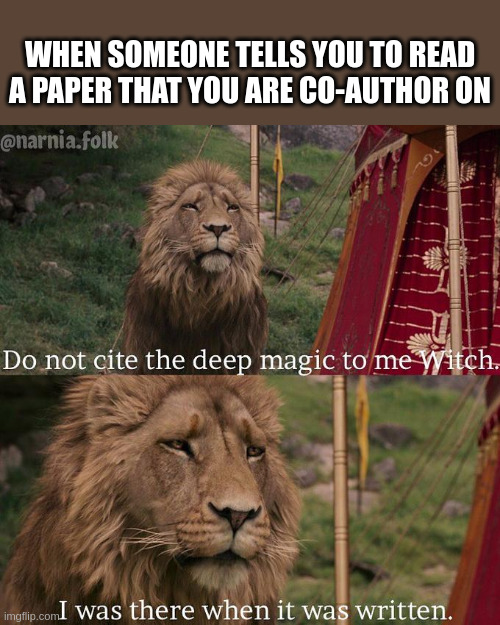 WHEN SOMEONE TELLS YOU TO READ
A PAPER THAT YOU ARE CO-AUTHOR ON
@narnia.folk
Do not cite the deep magic to me Witch.
I was there when it was written.
imgflip.com